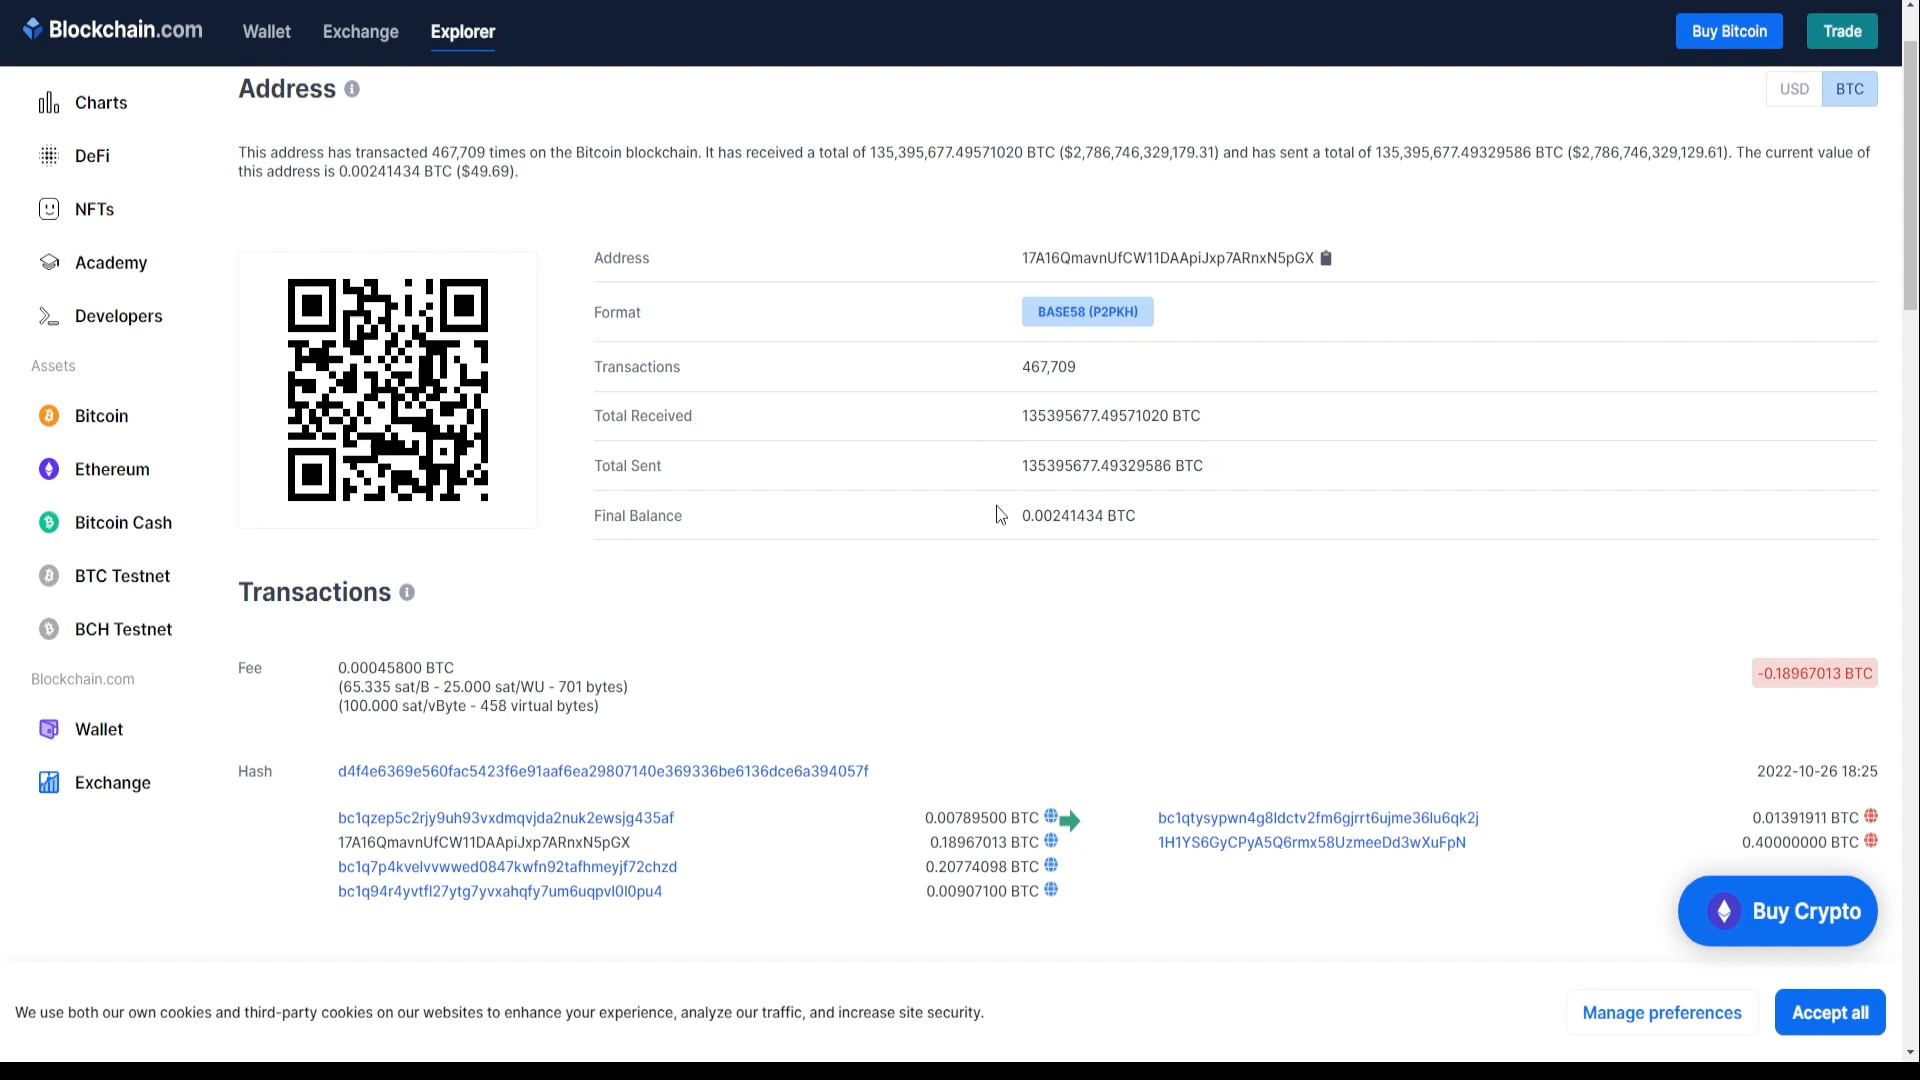 Blockchain.com Wallet Exchange Explorer Buy Bitcoin Trade
Charts
DeFi
NFTs
Academy
Developers
Assets
Bitcoin
Ethereum
Bitcoin Cash
BTC Testnet
BCH Testnet
Blockchain.com
Wallet
Exchange
Address
USD BTC
This address has transacted 467,709 times on the Bitcoin blockchain. It has received a total of 135,395,677.49571020 BTC ($2,786,746,329,179.31) and has sent a total of 135,395,677.49329586 BTC ($2,786,746,329,129.61). The current value of
this address is 0.00241434 BTC ($49.69).
Address 17A16QmavnUfCW11DAApiJxp7ARnxN5pGX
Format BASE58 (P2PKH)
Transactions 467,709
Total Received 135395677.49571020 BTC
Total Sent 135395677.49329586 BTC
Final Balance 0.00241434 BTC
Transactions
Fee 0.00045800 BTC -0.18967013 BTC
(65.335 sat/B - 25.000 sat/WU - 701 bytes)
(100.000 sat/vByte - 458 virtual bytes)
Hash d4f4e6369e560fac5423f6e91aaf6ea29807140e369336be6136dce6a394057f 2022-10-26 18:25
bc1qzep5c2rjy9uh93vxdmqvjda2nuk2ewsjg435af 0.00789500 BTC bc1qtysypwn4g8ldctv2fm6gjrrt6ujme36lu6qk2j 0.01391911 BTC
17A16QmavnUfCW11DAApiJxp7ARnxN5pGX 0.18967013 BTC 1H1YS6GyCPyA5Q6rmx58UzmeeDd3wXuFpN 0.40000000 BTC
bc1q7p4kvelvvwwed0847kwfn92tafhmeyjf72chzd 0.20774098 BTC
bc1q94r4yvtfl27ytg7yvxahqfy7um6uqpvl0l0pu4 0.00907100 BTC
Buy Crypto
We use both our own cookies and third-party cookies on our websites to enhance your experience, analyze our traffic, and increase site security.
Manage preferences Accept all